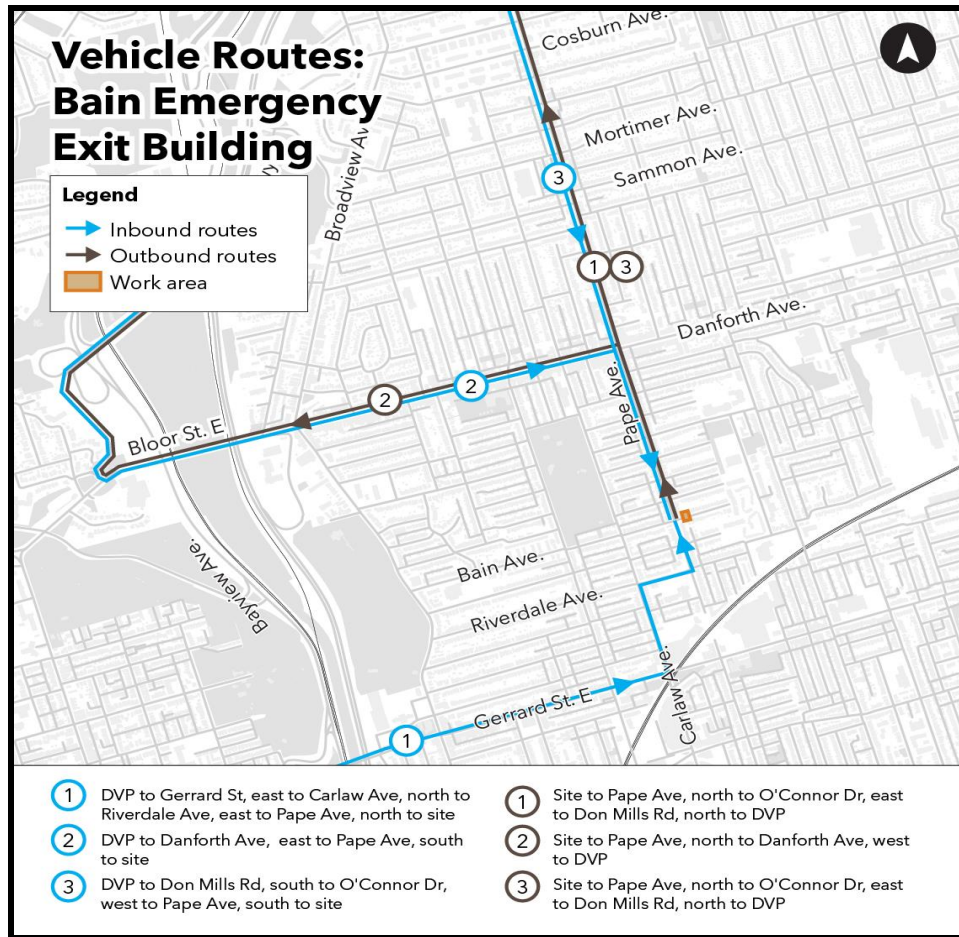 Vehicle Routes:
Bain Emergency
Exit Building
Legend
Inbound routes
Outbound routes
Work area
Broadview Av
Cosburn Ave.
Mortimer Ave.
Sammon Ave.
3
1
3
Danforth Ave.
Pape Ave.
2
2
Bloor St. E
Bayview Ave.
Bain Ave.
Riverdale Ave.
Carlaw Ave.
Gerrard St. E
1
1 DVP to Gerrard St, east to Carlaw Ave, north to
Riverdale Ave, east to Pape Ave, north to site
2 DVP to Danforth Ave, east to Pape Ave, south
to site
3 DVP to Don Mills Rd, south to O'Connor Dr,
west to Pape Ave, south to site
1 Site to Pape Ave, north to O'Connor Dr, east
to Don Mills Rd, north to DVP
2 Site to Pape Ave, north to Danforth Ave, west
to DVP
3 Site to Pape Ave, north to O'Connor Dr, east
to Don Mills Rd, north to DVP